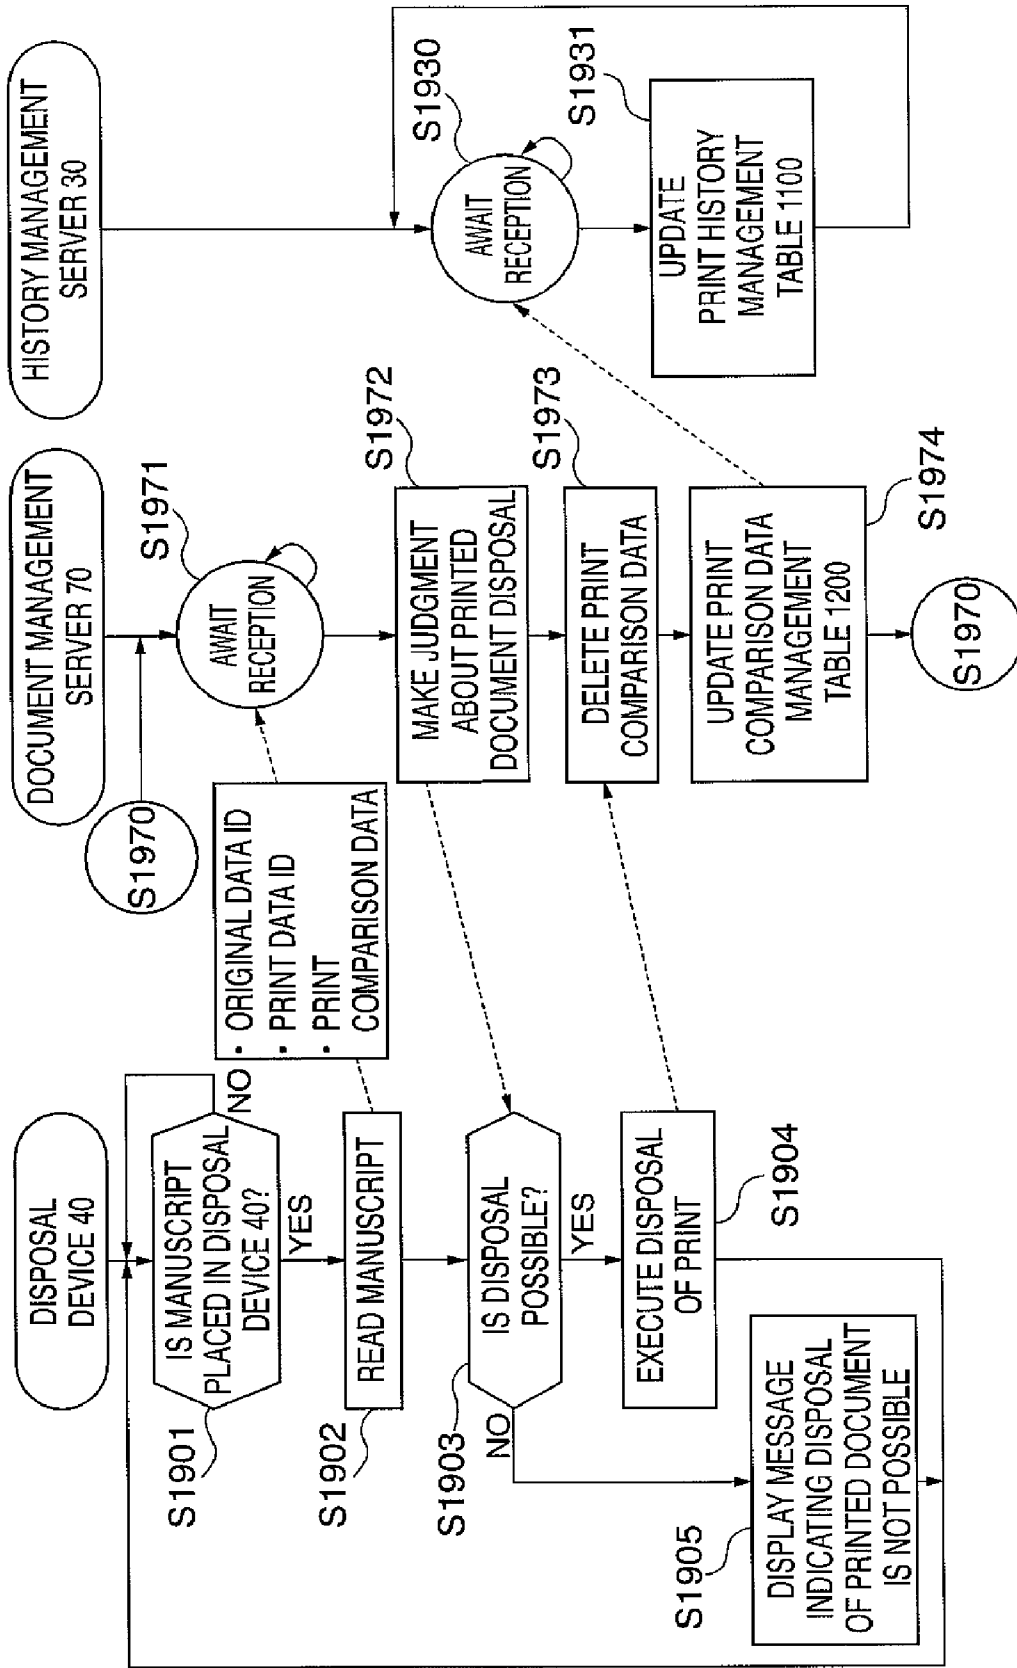 DISPOSAL
DEVICE 40
IS MANUSCRIPT
PLACED IN DISPOSAL
DEVICE 40?
NO
YES
S1901
READ MANUSCRIPT
S1902
IS DISPOSAL
POSSIBLE?
S1903
NO
YES
EXECUTE DISPOSAL
OF PRINT
S1904
DISPLAY MESSAGE
INDICATING DISPOSAL
OF PRINTED DOCUMENT
IS NOT POSSIBLE
S1905
• ORIGINAL DATA ID
• PRINT DATA ID
• PRINT
COMPARISON DATA
DOCUMENT MANAGEMENT
SERVER 70
S1970
AWAIT
RECEPTION
S1971
MAKE JUDGMENT
ABOUT PRINTED
DOCUMENT DISPOSAL
S1972
DELETE PRINT
COMPARISON DATA
S1973
UPDATE PRINT
COMPARISON DATA
MANAGEMENT
TABLE 1200
S1974
S1970
HISTORY MANAGEMENT
SERVER 30
AWAIT
RECEPTION
S1930
UPDATE
PRINT HISTORY
MANAGEMENT
TABLE 1100
S1931